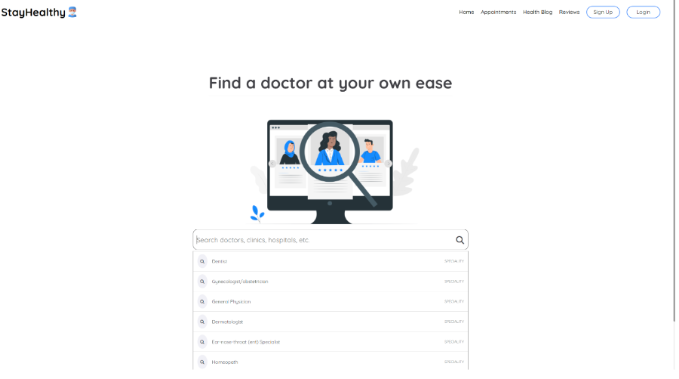 StayHealthy
Home Appointments Health Blog Reviews Sign Up Login
Find a doctor at your own ease
Search doctors, clinics, hospitals, etc.
Dentist SPECIALITY
Gynecologist/obstetrician SPECIALITY
General Physician SPECIALITY
Dermatologist SPECIALITY
Ear-nose-throat (ent) Specialist SPECIALITY
Homeopath SPECIALITY